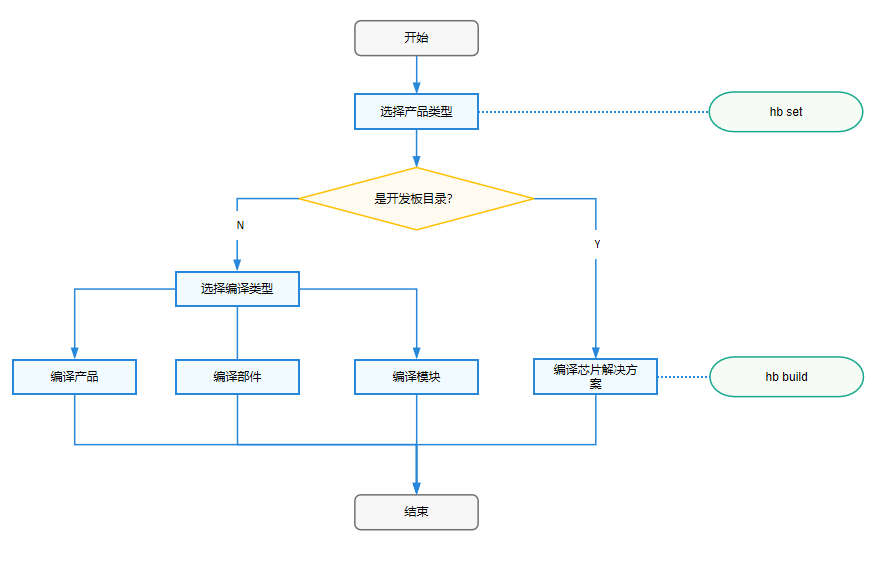 开始
选择产品类型
hb set
是开发板目录?
N
Y
选择编译类型
编译产品
编译部件
编译模块
编译芯片解决方
案
hb build
结束